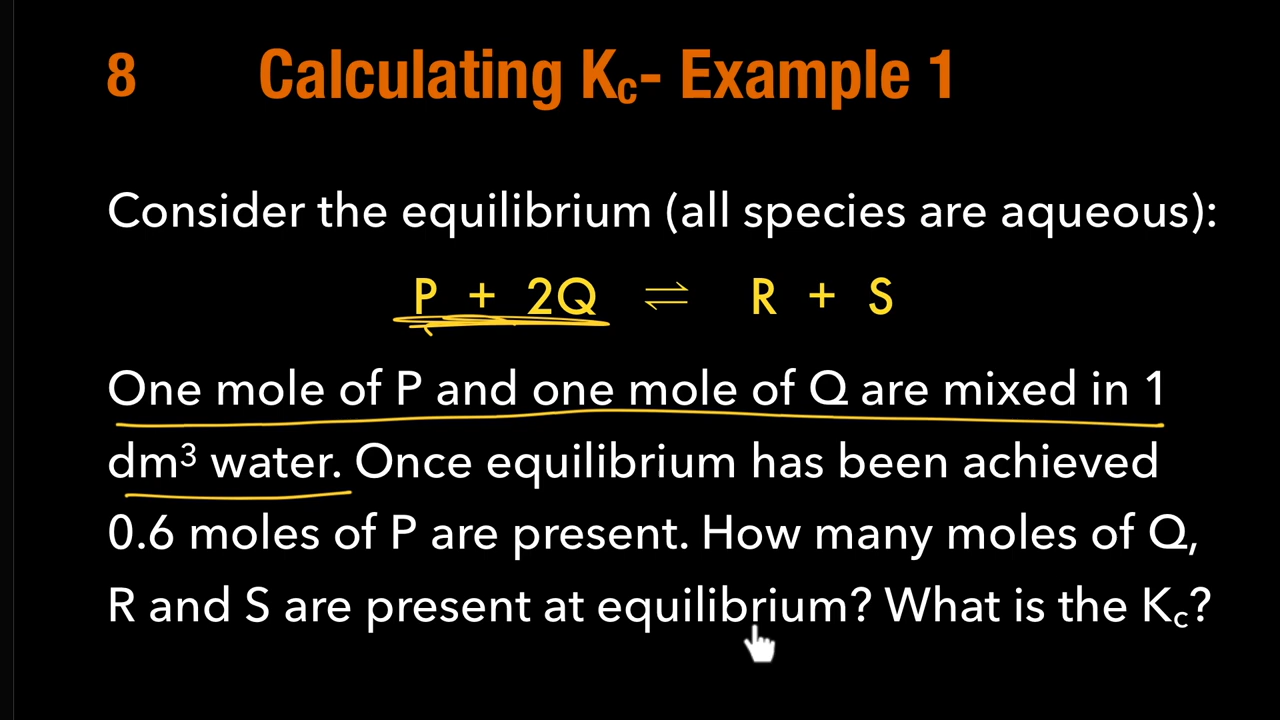 8 Calculating Kc- Example 1
Consider the equilibrium (all species are aqueous):
P + 2Q ⇌ R + S
One mole of P and one mole of Q are mixed in 1
dm³ water. Once equilibrium has been achieved
0.6 moles of P are present. How many moles of Q,
R and S are present at equilibrium? What is the Kc?